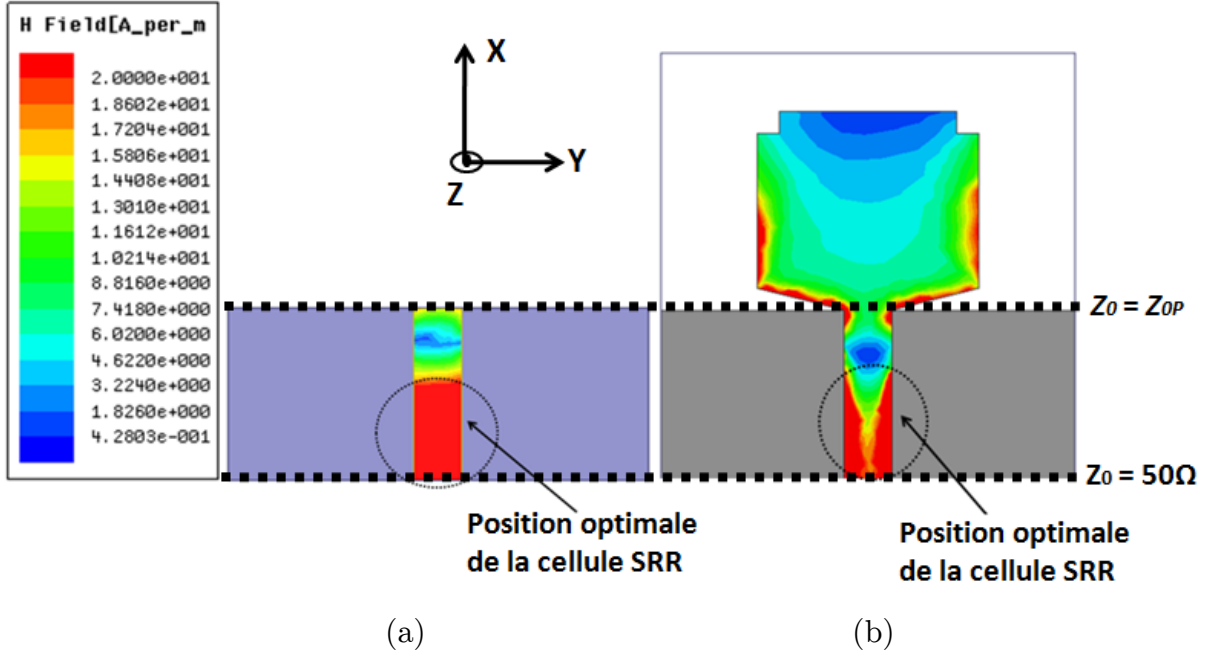 H Field[A_per_m
2.0000e+001
1.8602e+001
1.7204e+001
1.5806e+001
1.4408e+001
1.3010e+001
1.1612e+001
1.0214e+001
8.8160e+000
7.4180e+000
6.0200e+000
4.6220e+000
3.2240e+000
1.8260e+000
4.2803e-001
X
Y
Z
Z0 = Z0P
Z0 = 50Ω
Position optimale
de la cellule SRR
Position optimale
de la cellule SRR
(a)
(b)